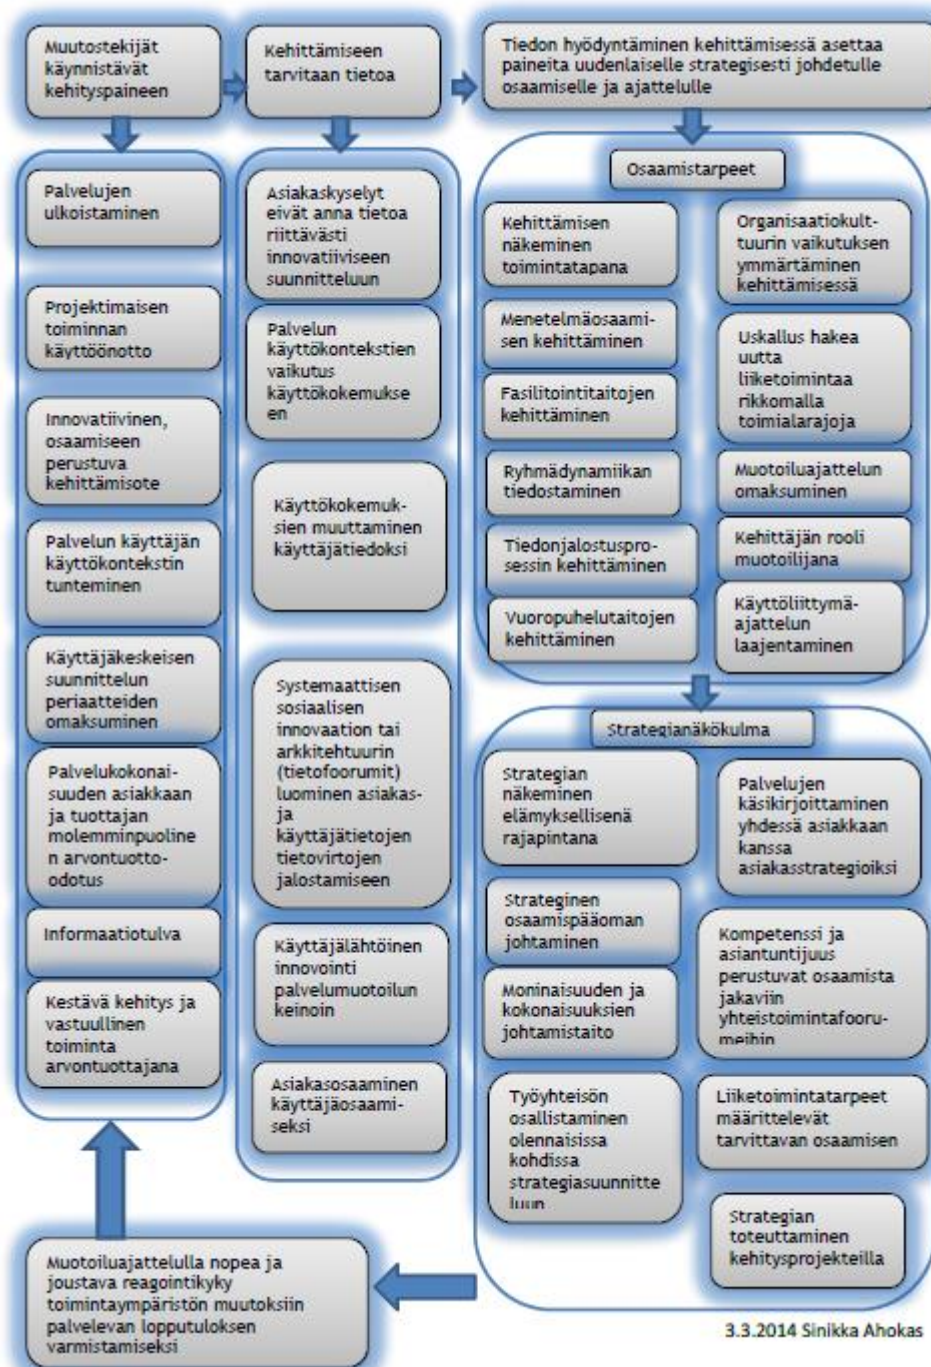 Muutostekijät
käynnistävät
kehityspaineen
Kehittämiseen
tarvitaan tietoa
Tiedon hyödyntäminen kehittämisessä asettaa
paineita uudenlaiselle strategisesti johdetulle
osaamiselle ja ajattelulle
Palvelujen
ulkoistaminen
Projektimaisen
toiminnan
käyttöönotto
Innovatiivinen,
osaamiseen
perustuva
kehittämisote
Palvelun käyttäjän
käyttökontekstin
tunteminen
Käyttäjäkeskeisen
suunnittelun
periaatteiden
omaksuminen
Palvelukokonai-
suuden asiakkaan
ja tuottajan
molemminpuoline
n arvontuotto-
odotus
Informaatiotulva
Kestävä kehitys ja
vastuullinen
toiminta
arvontuottajana
Asiakaskyselyt
eivät anna tietoa
riittävästi
innovatiiviseen
suunnitteluun
Palvelun
käyttökontekstien
vaikutus
käyttökokemukse
en
Käyttökokemuk-
sien muuttaminen
käyttäjätiedoksi
Systemaattisen
sosiaalisen
innovaation tai
arkkitehtuurin
(tietofoorumit)
luominen asiakas-
ja
käyttäjätietojen
tietovirtojen
jalostamiseen
Käyttäjälähtöinen
innovointi
palvelumuotoilun
keinoin
Asiakasosaaminen
käyttäjäosaami-
seksi
Osaamistarpeet
Kehittämisen
näkeminen
toimintatapana
Menetelmäosaami-
sen kehittäminen
Fasilitointitaitojen
kehittäminen
Ryhmädynamiikan
tiedostaminen
Tiedonjalostuspro-
sessin kehittäminen
Vuoropuhelutaitojen
kehittäminen
Organisaatiokult-
tuurin vaikutuksen
ymmärtäminen
kehittämisessä
Uskallus hakea
uutta
liiketoimintaa
rikkomalla
toimialarajoja
Muotoiluajattelun
omaksuminen
Kehittäjän rooli
muotoilijana
Käyttöliittymä-
ajattelun
laajentaminen
Strategianäkökulma
Strategian
näkeminen
elämyksellisenä
rajapintana
Strateginen
osaamispääoman
johtaminen
Moninaisuuden ja
kokonaisuuksien
johtamistaito
Työyhteisön
osallistaminen
olennaisissa
kohdissa
strategiasuunnitte
luun
Palvelujen
käsikirjoittaminen
yhdessä asiakkaan
kanssa
asiakasstrategioiksi
Kompetenssi ja
asiantuntijuus
perustuvat osaamista
jakaviin
yhteistoimintafooru-
meihin
Liiketoimintatarpeet
määrittelevät
tarvittavan osaamisen
Strategian
toteuttaminen
kehitysprojekteilla
Muotoiluajattelulla nopea ja
joustava reagointikyky
toimintaympäristön muutoksiin
palvelevan lopputuloksen
varmistamiseksi
3.3.2014 Sinikka Ahokas